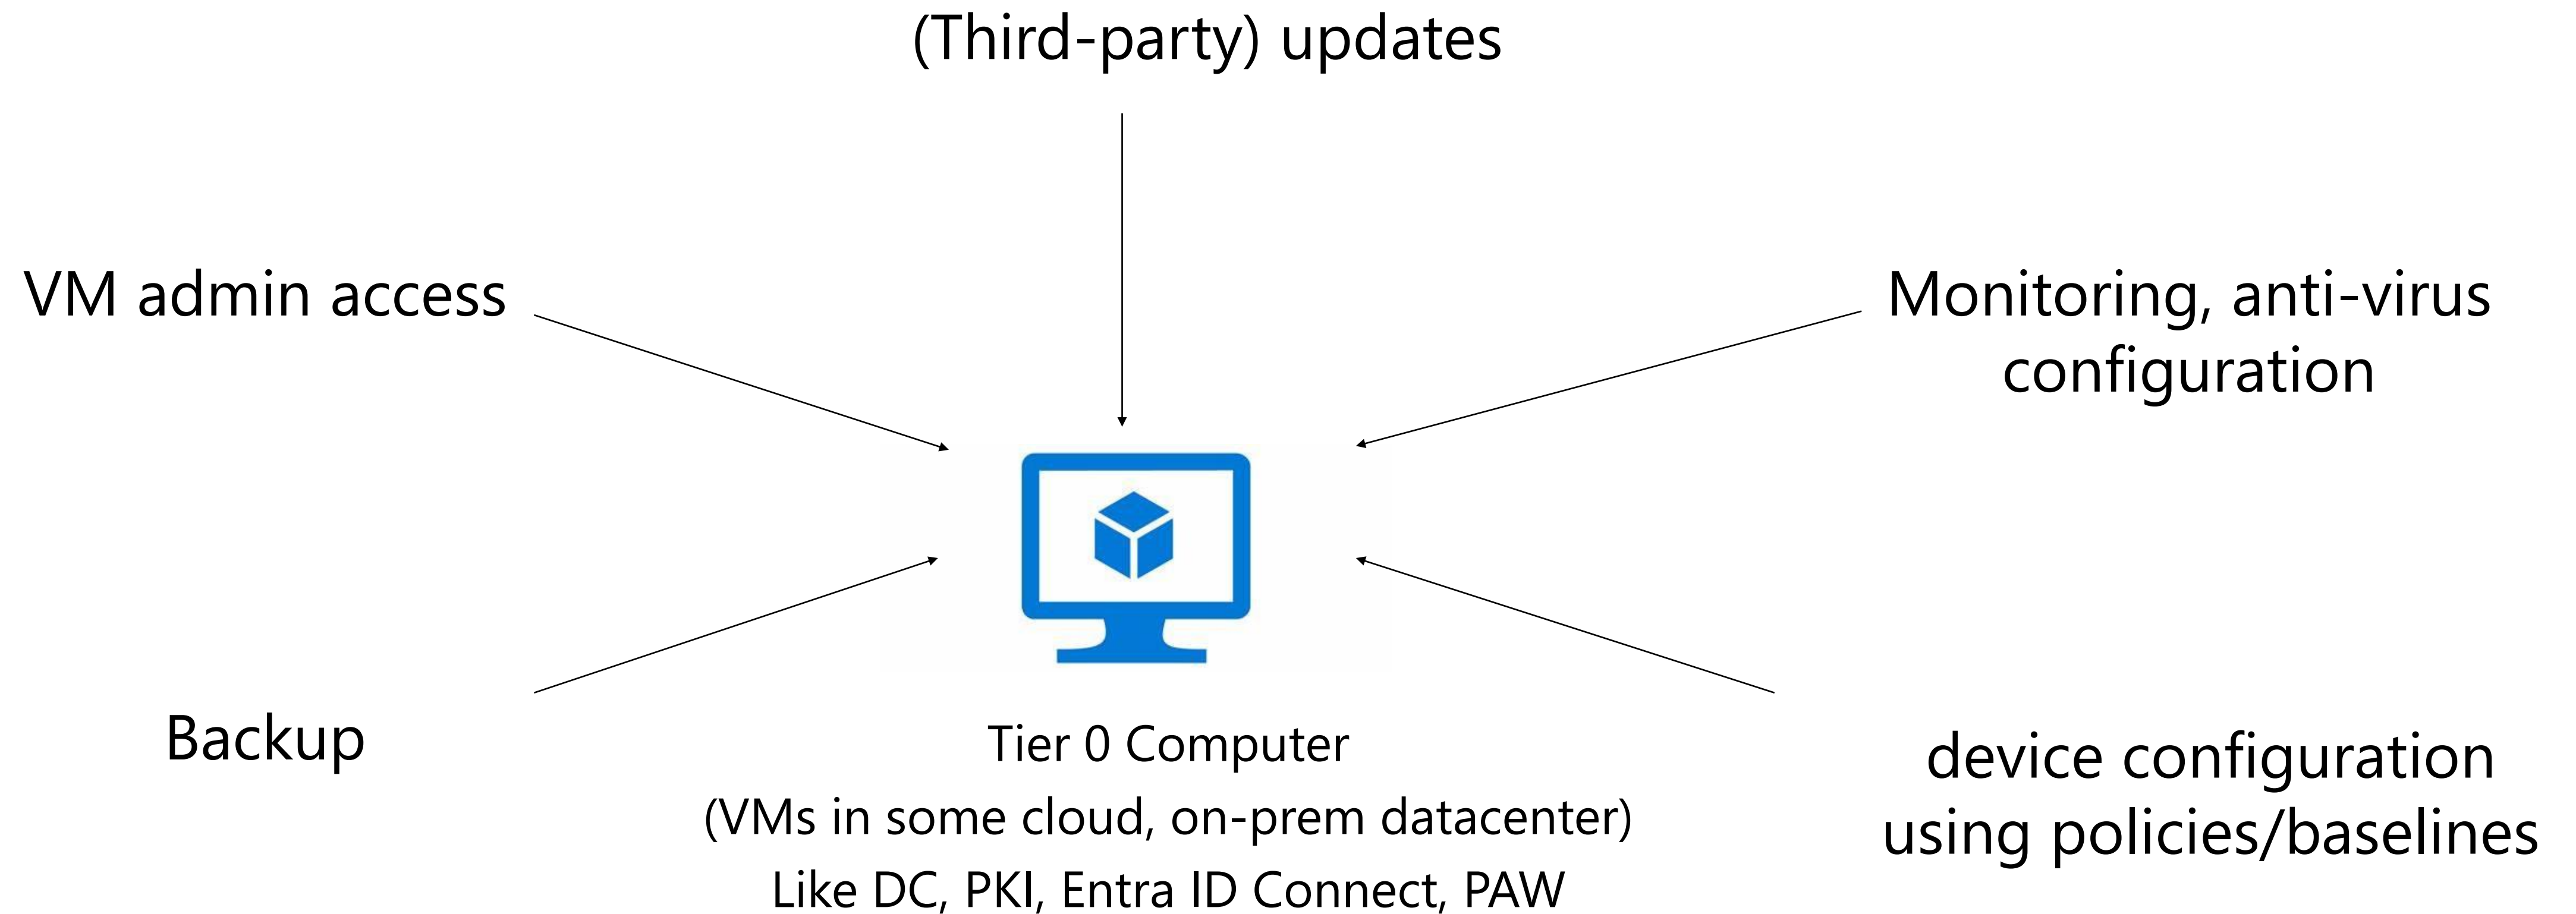 (Third-party) updates
VM admin access
Monitoring, anti-virus
configuration
Backup
Tier 0 Computer
(VMs in some cloud, on-prem datacenter)
Like DC, PKI, Entra ID Connect, PAW
device configuration
using policies/baselines